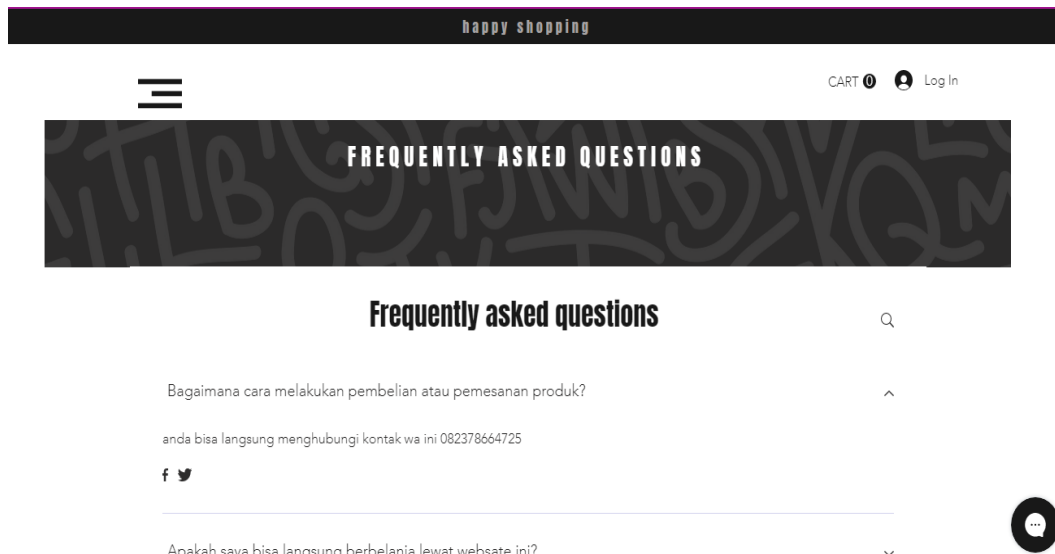 happy shopping
CART 0
Log In
FREQUENTLY ASKED QUESTIONS
Frequently asked questions
Bagaimana cara melakukan pembelian atau pemesanan produk?
anda bisa langsung menghubungi kontak wa ini 082378664725
Apakah saya bisa langsung berbelanja lewat websate ini?